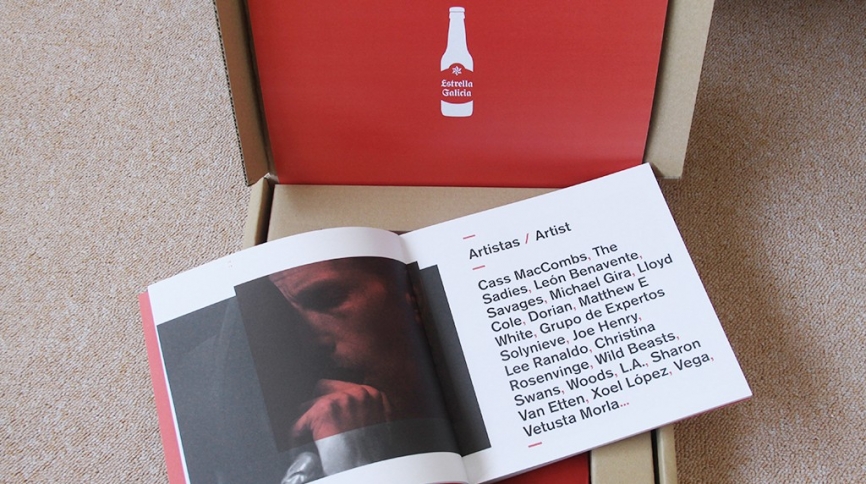 Estrella
Galicia
Artistas / Artist
Cass MacCombs, The
Sadies, León Benavente,
Savages, Michael Gira, Lloyd
Cole, Dorian, Matthew E
White, Grupo de Expertos
Solynieve, Joe Henry,
Lee Ranaldo, Christina
Rosenvinge, Wild Beasts,
Swans, Woods, L.A., Sharon
Van Etten, Xoel López, Vega,
Vetusta Morla...